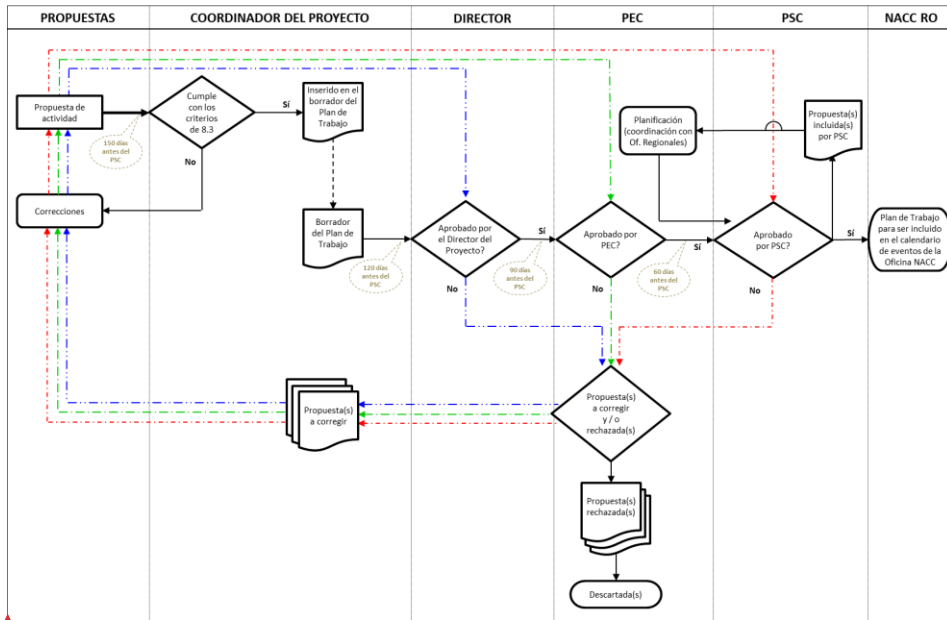 PROPUESTAS
COORDINADOR DEL PROYECTO
DIRECTOR
PEC
PSC
NACC RO
Propuesta de
actividad
150 días
antes del
PSC
Cumple
con los
criterios
de 8.3
Sí
No
Inserido en el
borrador del
Plan de
Trabajo
Planificación
(coordinación con
Of. Regionales)
Propuesta(s)
incluída(s)
por PSC
Correcciones
Borrador
del Plan de
Trabajo
120 días
antes del
PSC
Aprobado por
el Director del
Proyecto?
Sí
No
90 días
antes del
PSC
Aprobado por
PEC?
Sí
No
60 días
antes del
PSC
Aprobado
por PSC?
Sí
No
Plan de Trabajo
para ser incluido
en el calendario
de eventos de la
Oficina NACC
Propuesta(s)
a corregir
Propuesta(s)
a corregir
y / o
rechazada(s)
Propuesta(s)
rechazada(s)
Descartada(s)